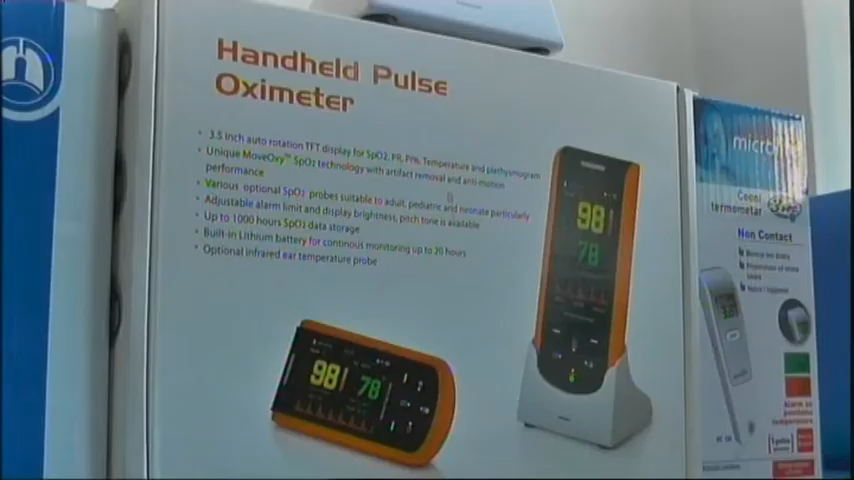 Handheld Pulse
Oximeter
• 3.5 Inch auto rotation TFT display for SpO2, PR, PI%, Temperature and plethysmogram
• Unique MoveOxy™ SpO2 technology with artifact removal and anti-motion
performance
• Various optional SpO2 probes suitable to adult, pediatric and neonate particularly
• Adjustable alarm limit and display brightness, pitch tone is available
• Up to 1000 hours SpO2 data storage
• Built-in Lithium battery for continous monitoring up to 20 hours
• Optional infrared ear temperature probe
98
78
98
78
Ceoni
termometar
Non Contact